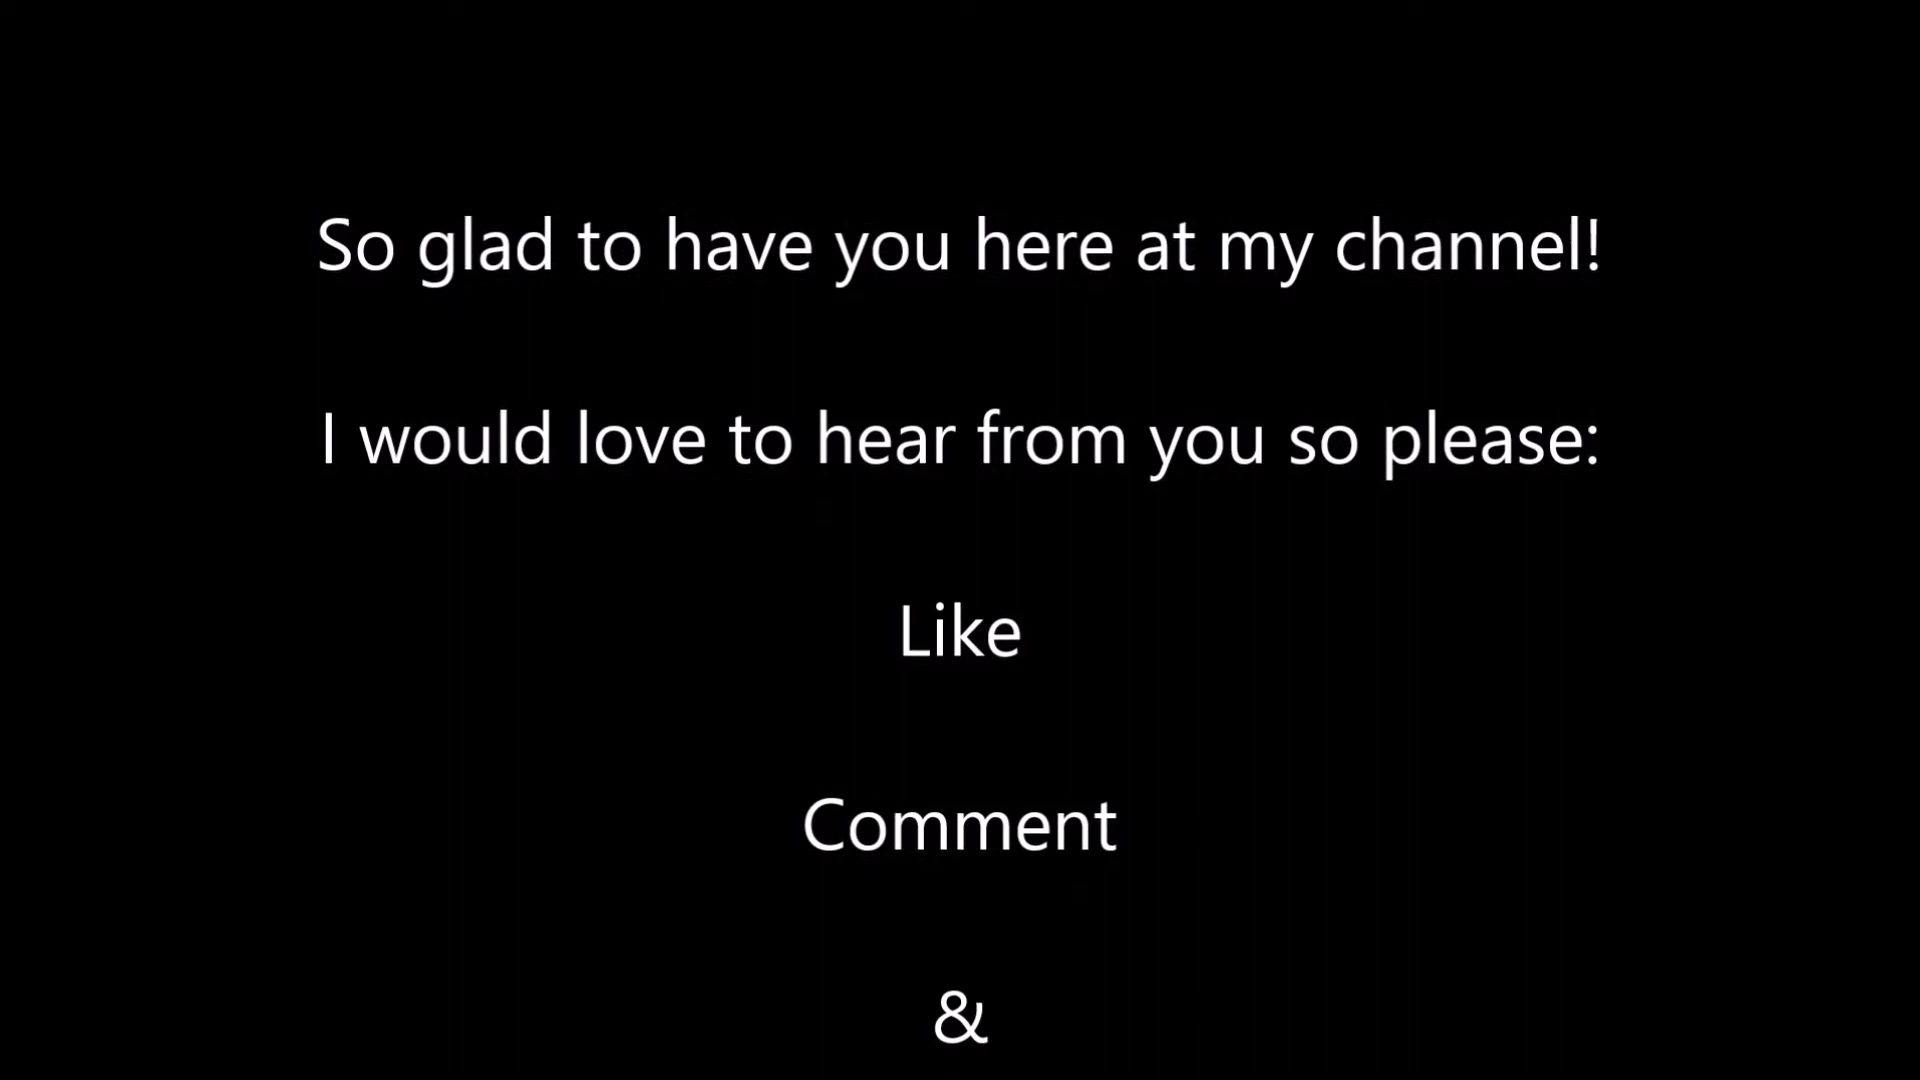 So glad to have you here at my channel!
I would love to hear from you so please:
Like
Comment
&